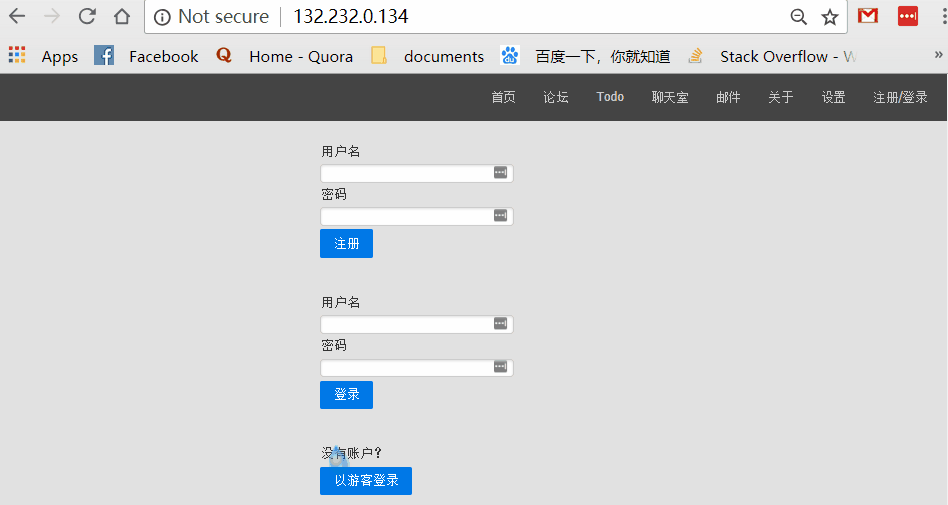 Not secure 132.232.0.134
Apps Facebook Home - Quora documents 百度一下，你就知道 Stack Overflow - W »
首页 论坛 Todo 聊天室 邮件 关于 设置 注册/登录
用户名
密码
注册
用户名
密码
登录
没有账户？
以游客登录